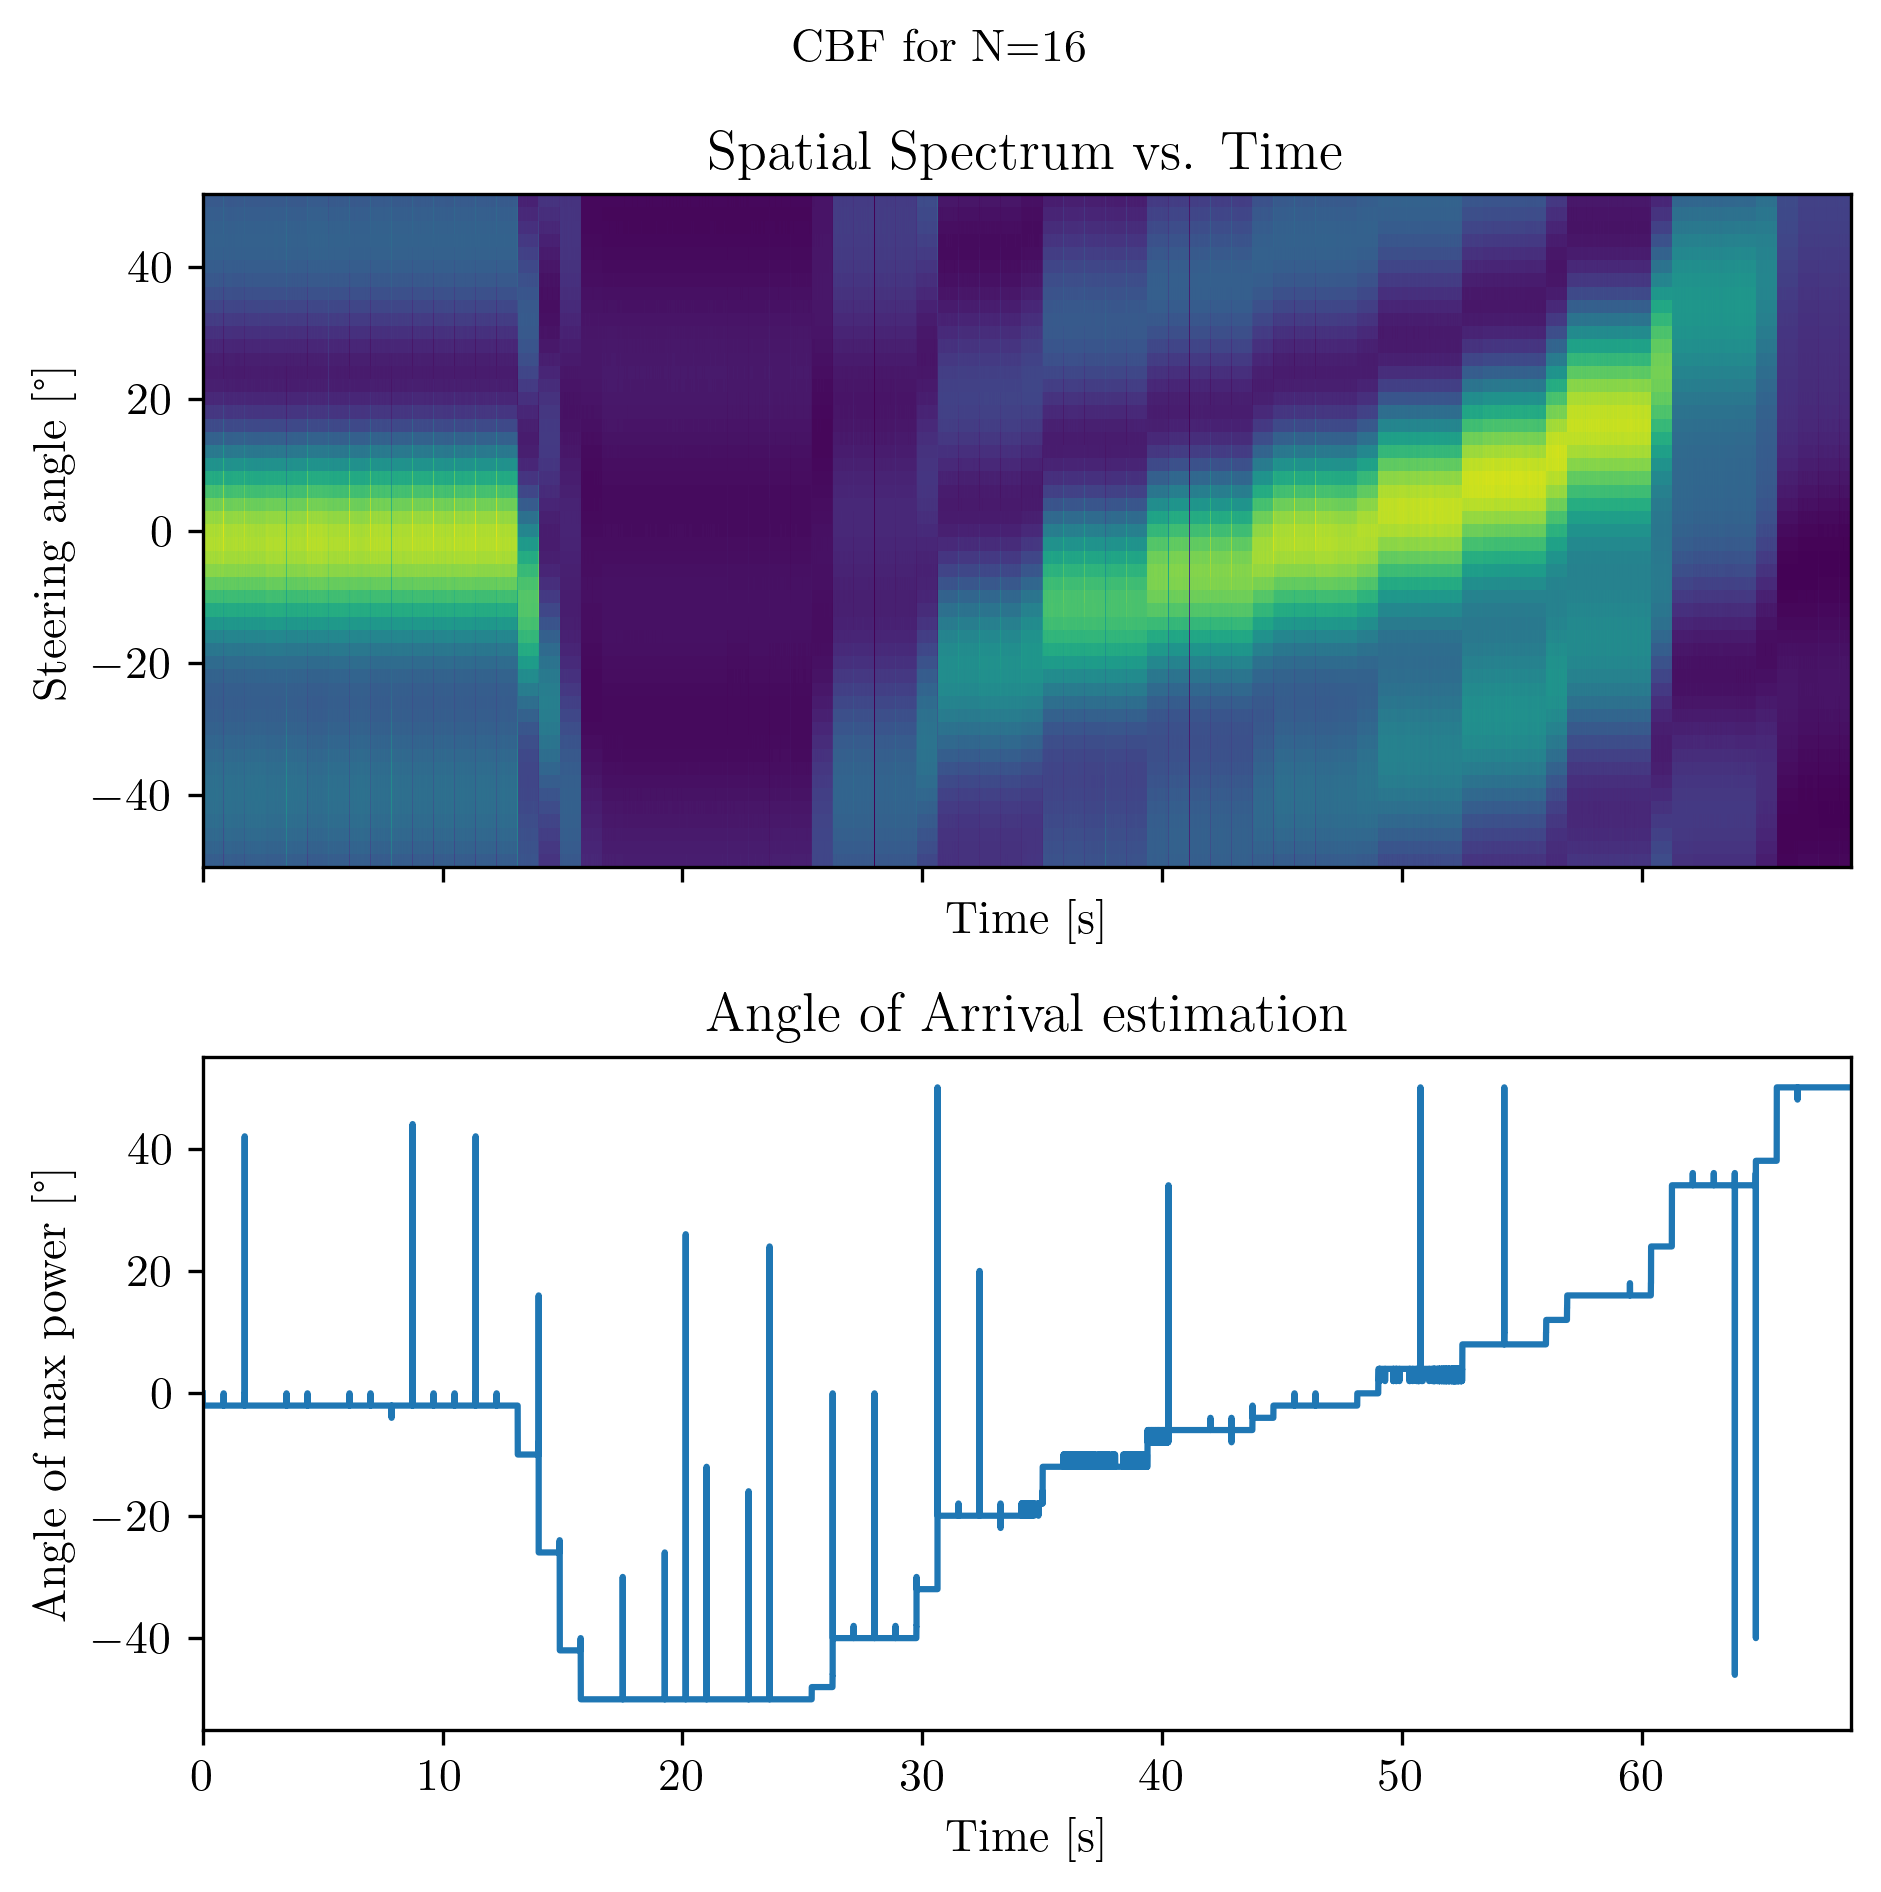 CBF for N=16
Spatial Spectrum vs. Time
Steering angle [°]
40
20
0
−20
−40
Time [s]
Angle of Arrival estimation
Angle of max power [°]
40
20
0
−20
−40
0 10 20 30 40 50 60
Time [s]